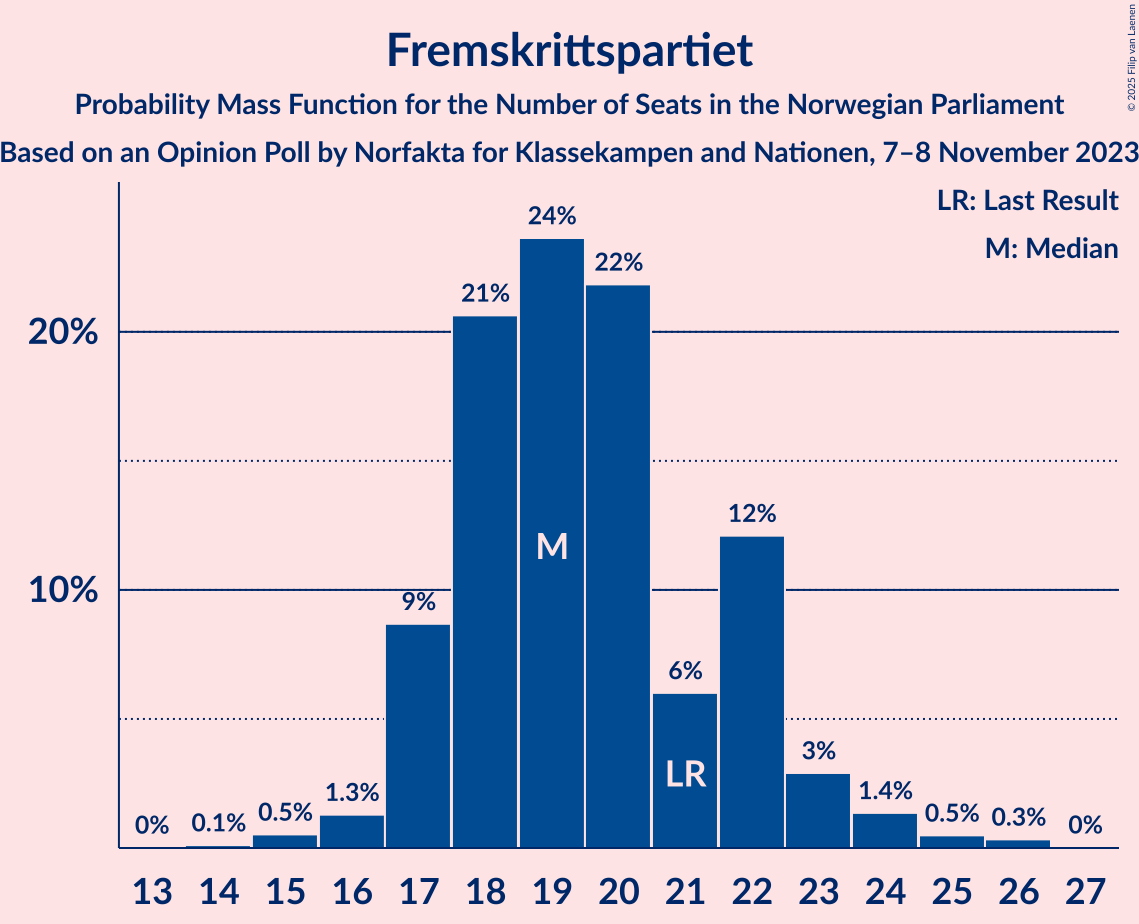 Fremskrittspartiet
Probability Mass Function for the Number of Seats in the Norwegian Parliament
Based on an Opinion Poll by Norfakta for Klassekampen and Nationen, 7–8 November 2023
© 2025 Filip van Laenen
LR: Last Result
M: Median
20%
10%
0%
0.1%
0.5%
1.3%
9%
21%
24%
22%
6%
12%
3%
1.4%
0.5%
0.3%
0%
M
LR
13 14 15 16 17 18 19 20 21 22 23 24 25 26 27